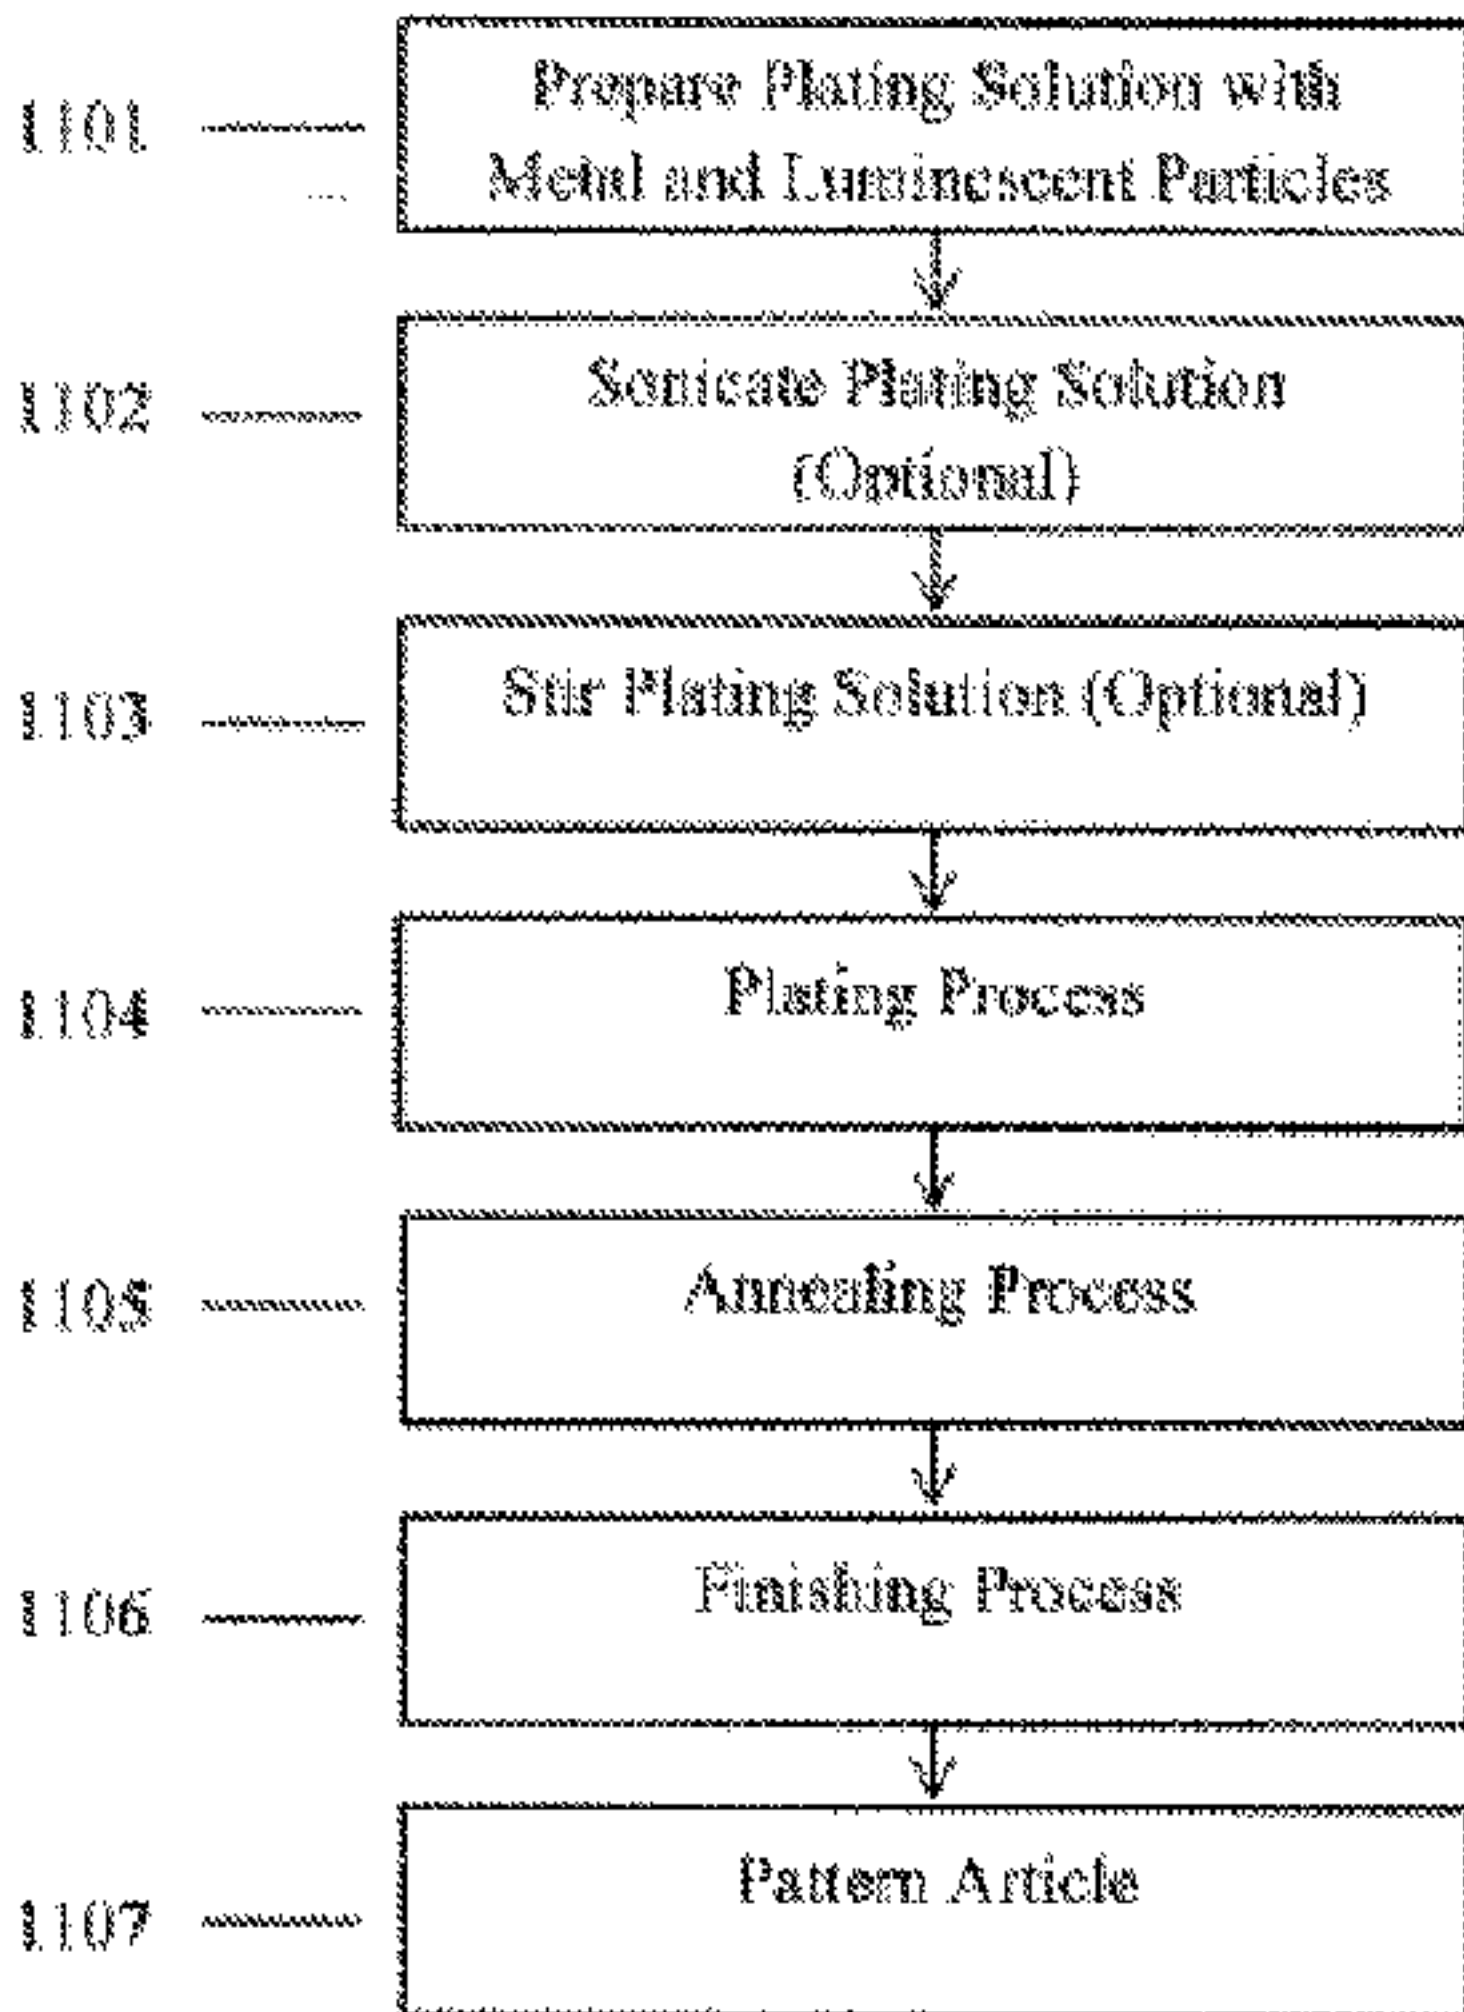 1101
Prepare Plating Solution with
Metal and Luminescent Particles
1102
Sonicate Plating Solution
(Optional)
1103
Stir Plating Solution (Optional)
1104
Plating Process
1105
Annealing Process
1106
Finishing Process
1107
Pattern Article